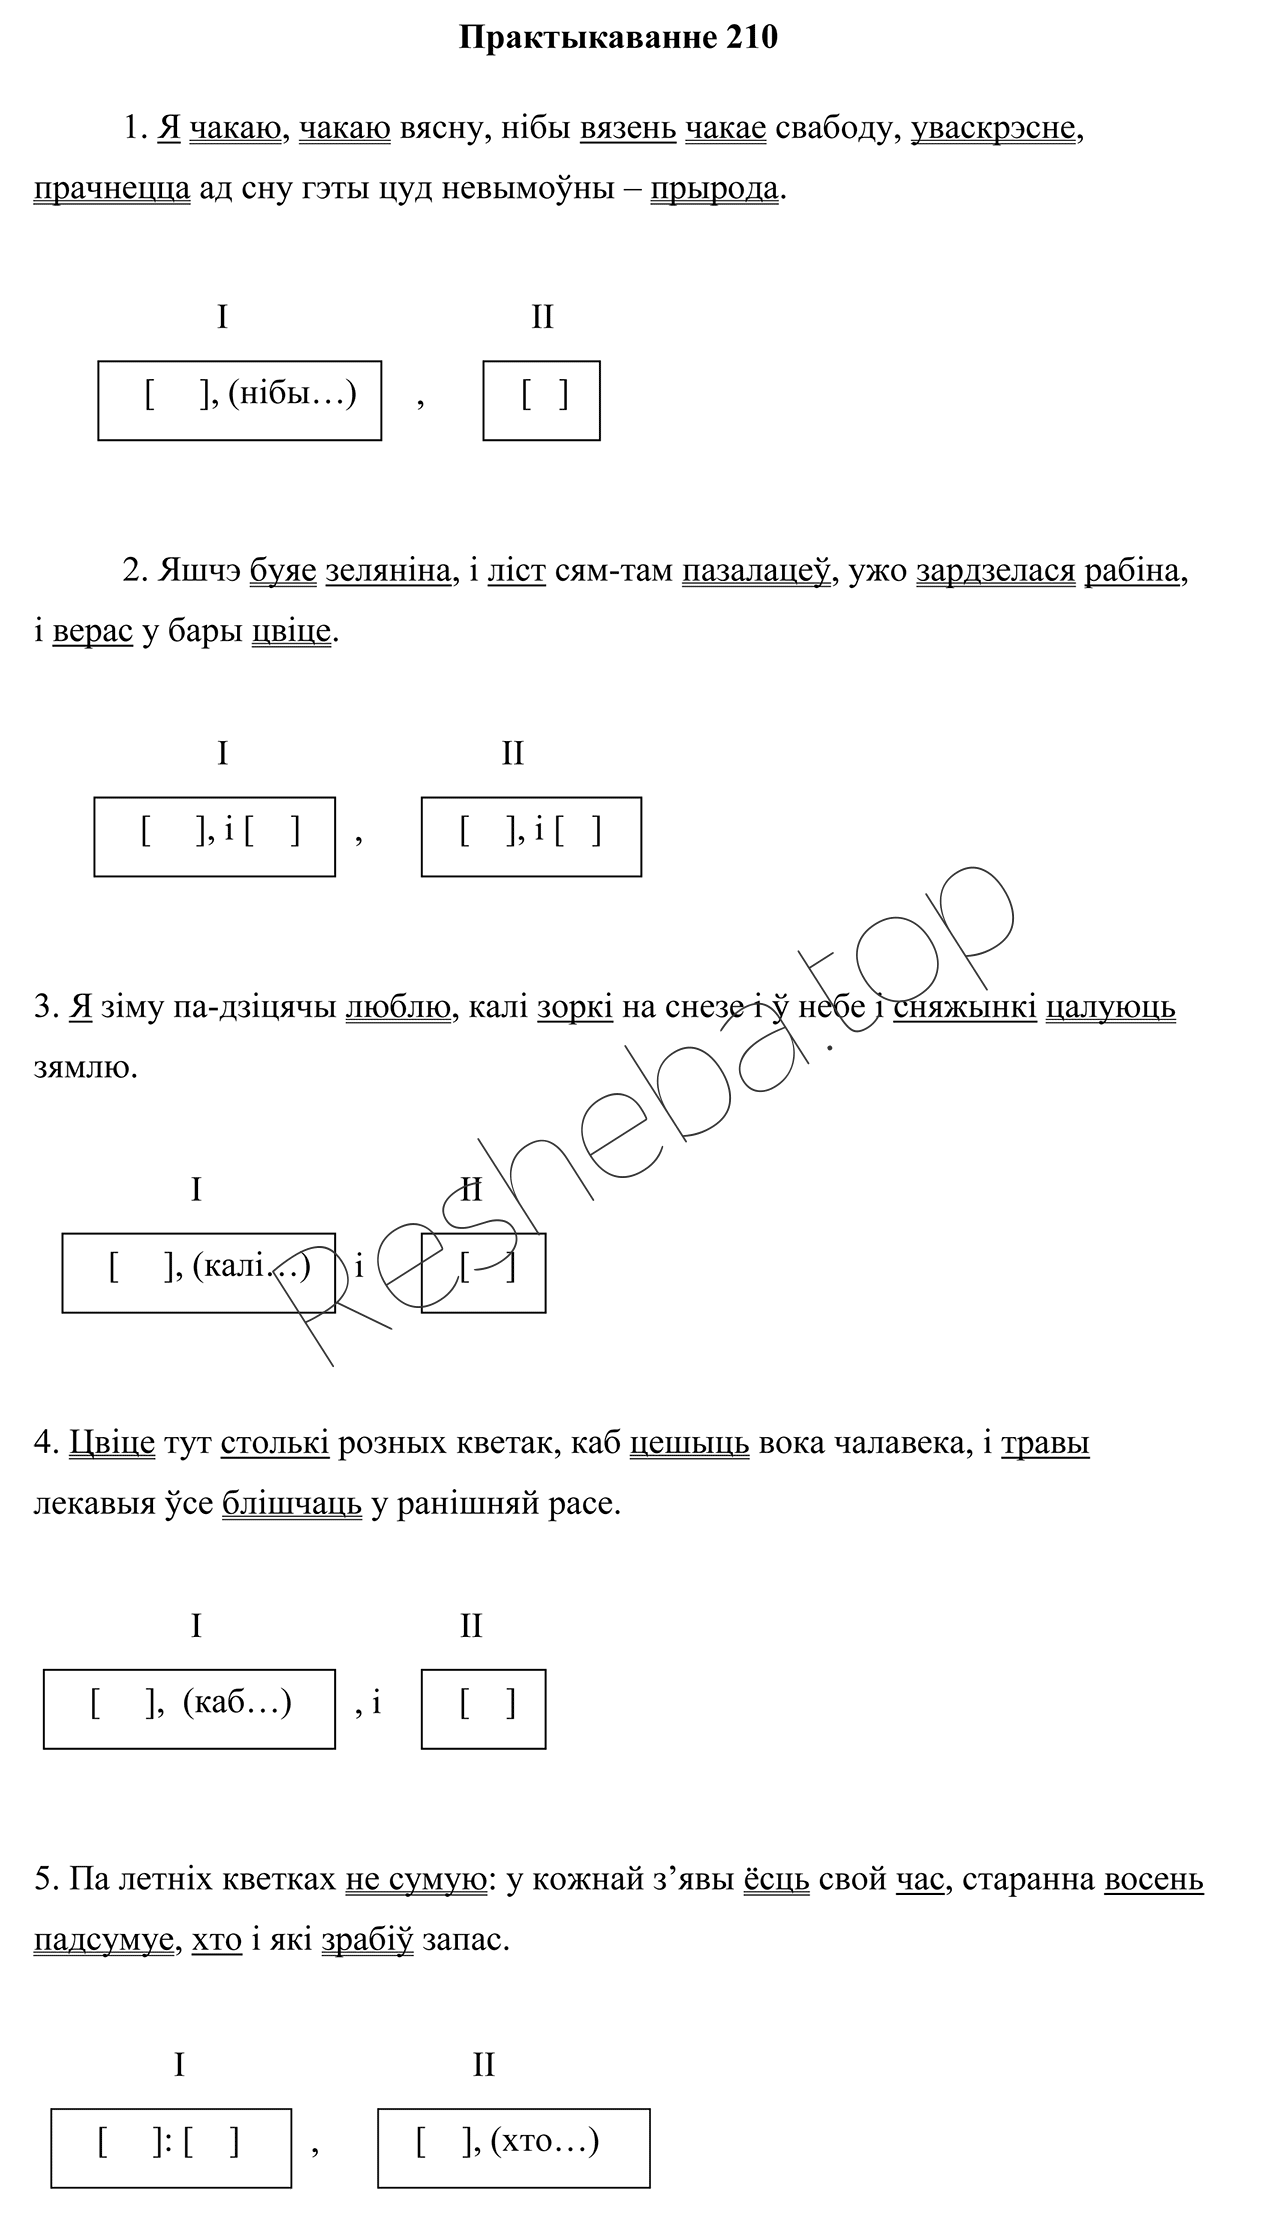 Практыкаванне 210
1. Я чакаю, чакаю вясну, нібы вязень чакае свабоду, уваскрэсне,
прачнецца ад сну гэты цуд невымоўны – прырода.
I II
[ ], (нібы…) , [ ]
2. Яшчэ буяе зеляніна, і ліст сям-там пазалацеў, ужо зардзелася рабіна,
і верас у бары цвіце.
I II
[ ], і [ ] , [ ], і [ ]
3. Я зіму па-дзіцячы люблю, калі зоркі на снезе і ў небе і сняжынкі цалуюць
зямлю.
I II
[ ], (калі…) і [ ]
4. Цвіце тут столькі розных кветак, каб цешыць вока чалавека, і травы
лекавыя ўсе блішчаць у ранішняй расе.
I II
[ ], (каб…) , і [ ]
5. Па летніх кветках не сумую: у кожнай з’явы ёсць свой час, старанна восень
падсумуе, хто і які зрабіў запас.
I II
[ ]: [ ] , [ ], (хто…)
Resheba.top